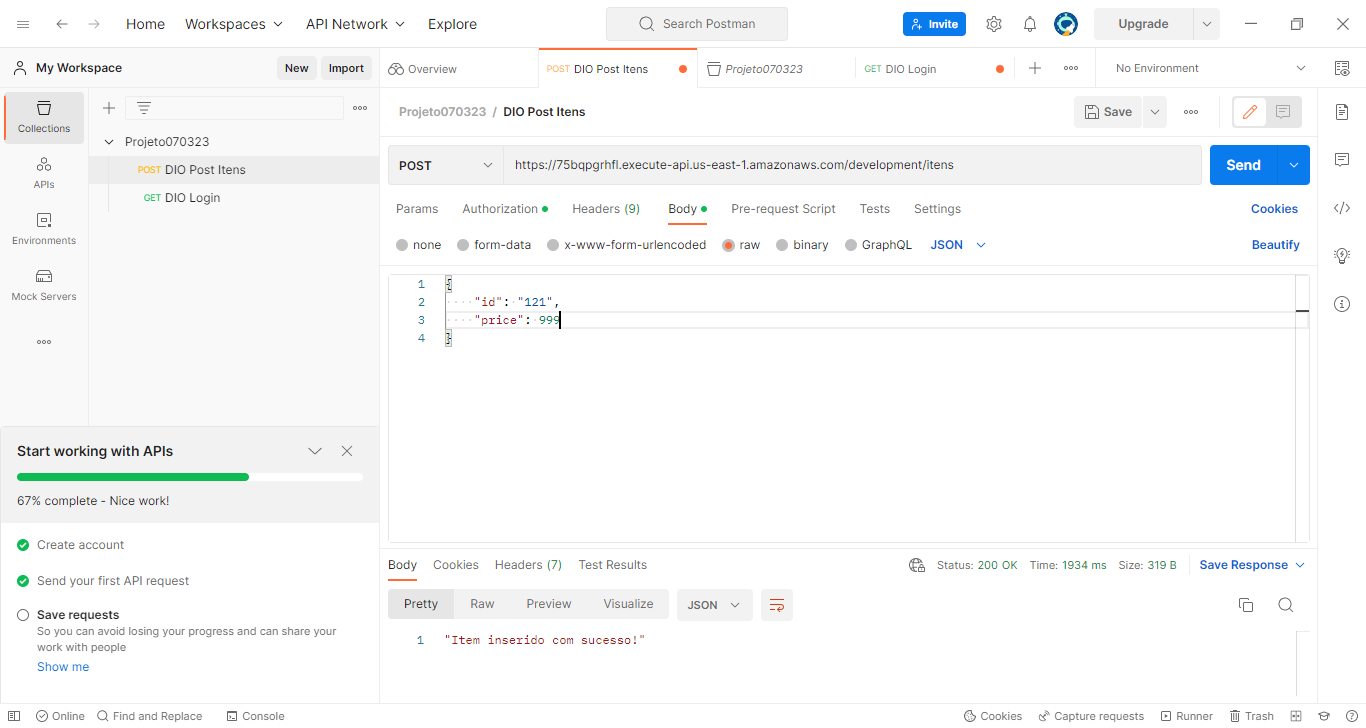 Home Workspaces API Network Explore Search Postman Invite Upgrade
My Workspace New Import Overview POST DIO Post Itens Projeto070323 GET DIO Login No Environment
Collections
APIs
Environments
Mock Servers
Projeto070323
POST DIO Post Itens
GET DIO Login
Projeto070323 / DIO Post Itens Save
POST https://75bqpgrhfl.execute-api.us-east-1.amazonaws.com/development/itens Send
Params Authorization Headers (9) Body Pre-request Script Tests Settings Cookies
none form-data x-www-form-urlencoded raw binary GraphQL JSON Beautify
1 {
2 "id": "121",
3 "price": 999
4 }
Start working with APIs
67% complete - Nice work!
Create account
Send your first API request
Save requests
So you can avoid losing your progress and can share your
work with people
Show me
Body Cookies Headers (7) Test Results Status: 200 OK Time: 1934 ms Size: 319 B Save Response
Pretty Raw Preview Visualize JSON
1 "Item inserido com sucesso!"
Online Find and Replace Console Cookies Capture requests Runner Trash